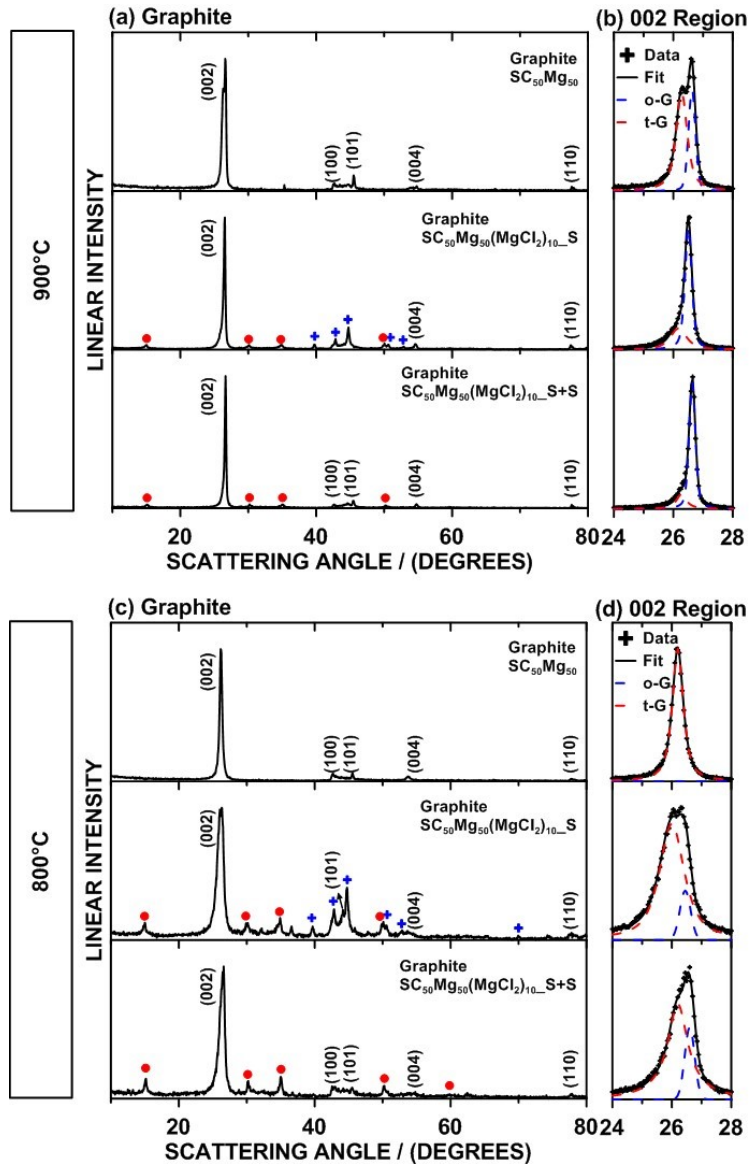 (a) Graphite
(b) 002 Region
900°C
LINEAR INTENSITY
Graphite
SC₅₀Mg₅₀
(002)
(100)
(101)
(004)
(110)
Graphite
SC₅₀Mg₅₀(MgCl₂)₁₀_S
(002)
(004)
(110)
Graphite
SC₅₀Mg₅₀(MgCl₂)₁₀_S+S
(002)
(100)
(101)
(004)
(110)
20 40 60 80
SCATTERING ANGLE / (DEGREES)
Data
Fit
o-G
t-G
24 26 28
(c) Graphite
(d) 002 Region
800°C
LINEAR INTENSITY
Graphite
SC₅₀Mg₅₀
(002)
(100)
(101)
(004)
(110)
Graphite
SC₅₀Mg₅₀(MgCl₂)₁₀_S
(002)
(101)
(004)
(110)
Graphite
SC₅₀Mg₅₀(MgCl₂)₁₀_S+S
(002)
(100)
(101)
(004)
(110)
20 40 60 80
SCATTERING ANGLE / (DEGREES)
Data
Fit
o-G
t-G
24 26 28